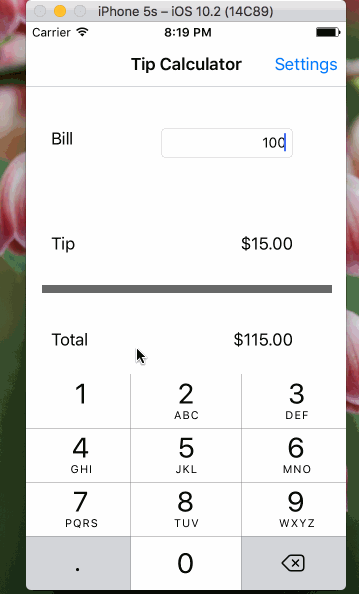 iPhone 5s – iOS 10.2 (14C89)
Carrier 8:19 PM
Tip Calculator Settings
Bill 100
Tip $15.00
Total $115.00
1 2 3
ABC DEF
4 5 6
GHI JKL MNO
7 8 9
PQRS TUV WXYZ
. 0